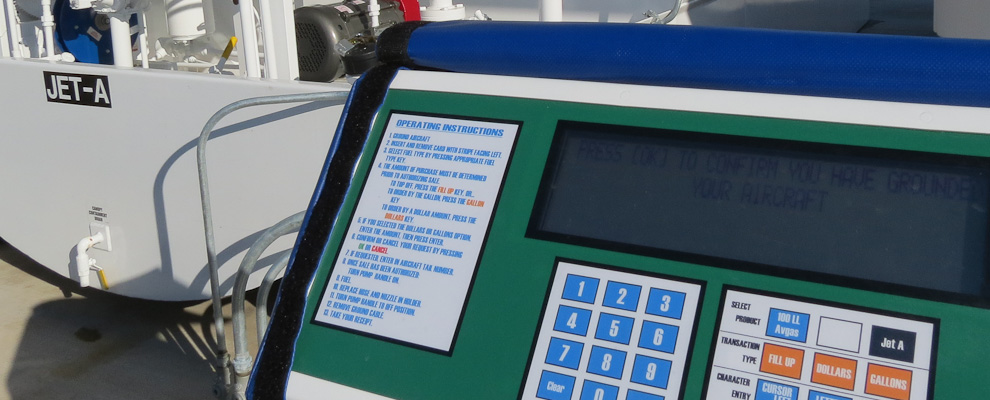 JET-A
OPERATING INSTRUCTIONS
1. GROUND AIRCRAFT
2. INSERT AND REMOVE CARD WITH STRIPE FACING LEFT.
3. SELECT FUEL TYPE BY PRESSING APPROPRIATE FUEL
TYPE KEY.
4. THE AMOUNT OF PURCHASE MUST BE DETERMINED
PRIOR TO AUTHORIZING SALE.
TO TOP OFF, PRESS THE FILL UP KEY, OR...
TO ORDER BY THE GALLON, PRESS THE GALLON
KEY
TO ORDER BY A DOLLAR AMOUNT, PRESS THE
DOLLARS KEY.
5. IF YOU SELECTED THE DOLLARS OR GALLONS OPTION,
ENTER THE AMOUNT, THEN PRESS ENTER.
6. CONFIRM OR CANCEL YOUR REQUEST BY PRESSING
OK OR CANCEL
7. IF REQUESTED, ENTER IN AIRCRAFT TAIL NUMBER.
8. ONCE SALE HAS BEEN AUTHORIZED
TURN PUMP HANDLE ON.
9. FUEL
10. REPLACE HOSE AND NOZZLE IN HOLDER.
11. TURN PUMP HANDLE TO OFF POSITION.
12. REMOVE GROUND CABLE.
13. TAKE YOUR RECEIPT.
PRESS [OK] TO CONFIRM YOU HAVE GROUNDED
YOUR AIRCRAFT
1 2 3
4 5 6
7 8 9
Clear 0
SELECT
PRODUCT
100 LL
Avgas
Jet A
TRANSACTION
TYPE
FILL UP
DOLLARS
GALLONS
CHARACTER
ENTRY
CURSOR